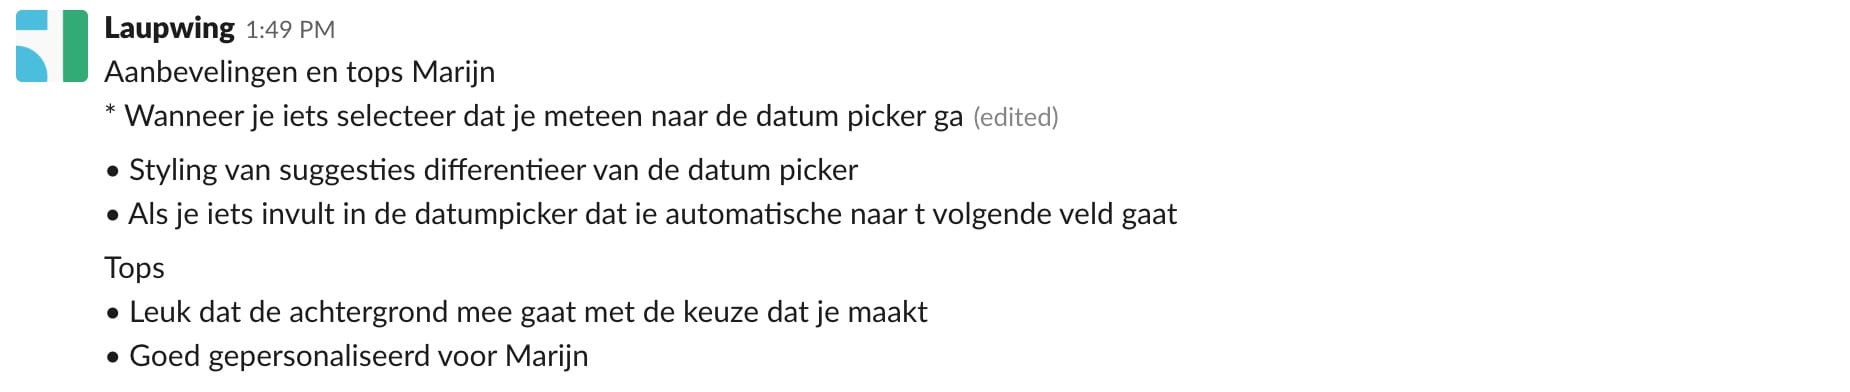 Laupwing 1:49 PM
Aanbevelingen en tops Marijn
* Wanneer je iets selecteer dat je meteen naar de datum picker ga (edited)
• Styling van suggesties differentieer van de datum picker
• Als je iets invult in de datumpicker dat ie automatische naar t volgende veld gaat
Tops
• Leuk dat de achtergrond mee gaat met de keuze dat je maakt
• Goed gepersonaliseerd voor Marijn